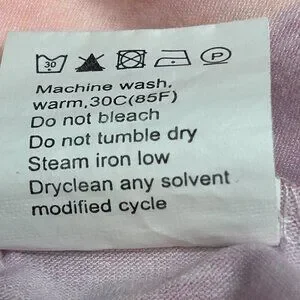 30 P
Machine wash,
warm,30C(85F)
Do not bleach
Do not tumble dry
Steam iron low
Dryclean any solvent
modified cycle